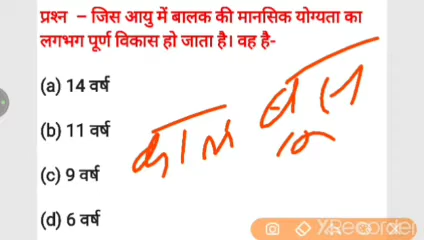 प्रश्न – जिस आयु में बालक की मानसिक योग्यता का
लगभग पूर्ण विकास हो जाता है। वह है-
(a) 14 वर्ष
(b) 11 वर्ष
(c) 9 वर्ष
(d) 6 वर्ष
XRecorder